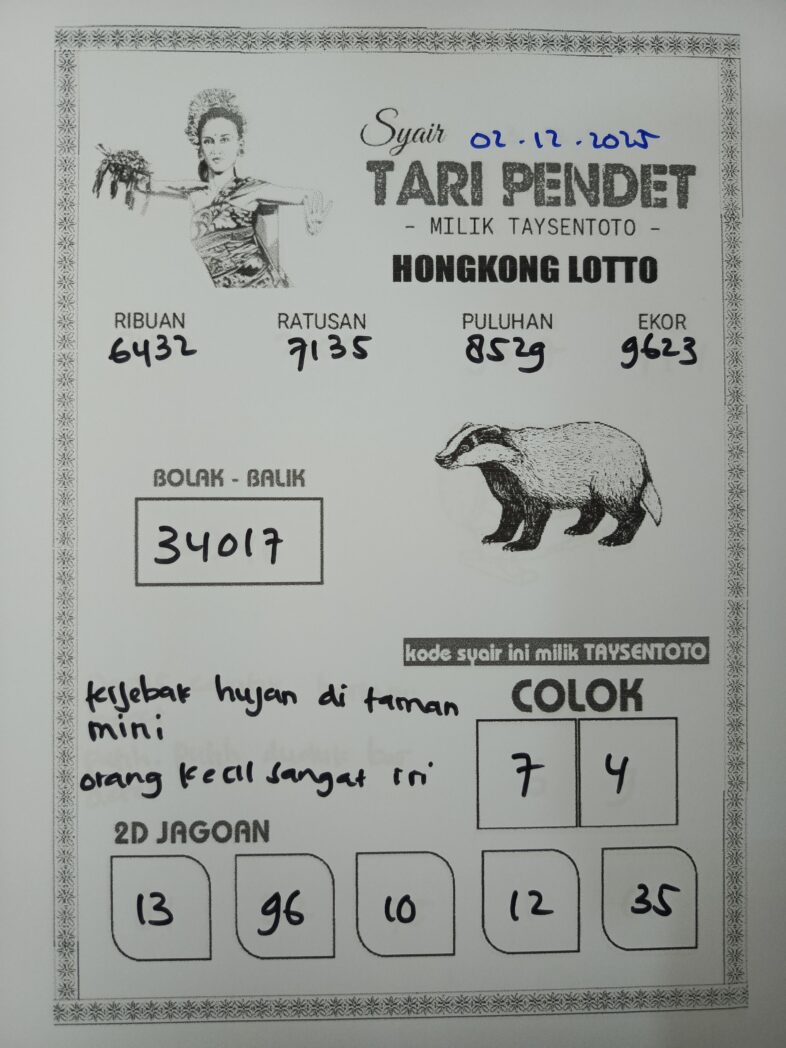 Syair 02.12.2025
TARI PENDET
- MILIK TAYSENTOTO -
HONGKONG LOTTO
RIBUAN RATUSAN PULUHAN EKOR
6432 7135 8529 9623
BOLAK - BALIK
34017
kode syair ini milik TAYSENTOTO
terjebak hujan di taman
mini
orang kecil sangat iri
COLOK
7 4
2D JAGOAN
13 96 10 12 35